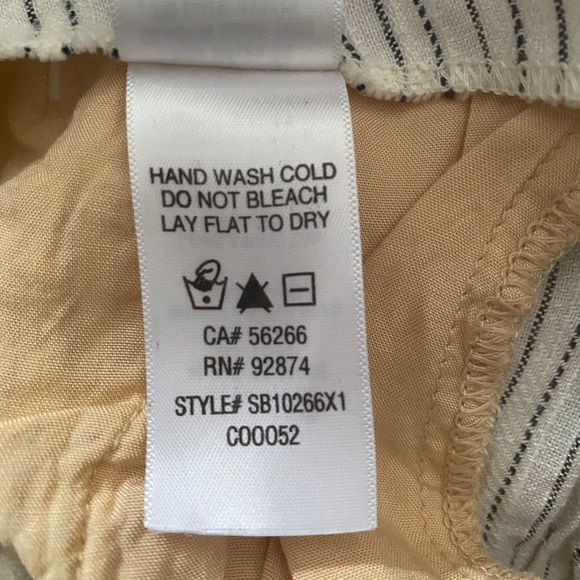 HAND WASH COLD
DO NOT BLEACH
LAY FLAT TO DRY
CA# 56266
RN# 92874
STYLE# SB10266X1
C00052